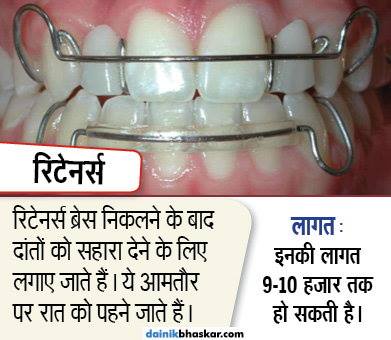 रिटेनर्स
रिटेनर्स ब्रेस निकलने के बाद
दांतों को सहारा देने के लिए
लगाए जाते हैं। ये आमतौर
पर रात को पहने जाते हैं।
लागत :
इनकी लागत
9-10 हजार तक
हो सकती है।
dainikbhaskar.com